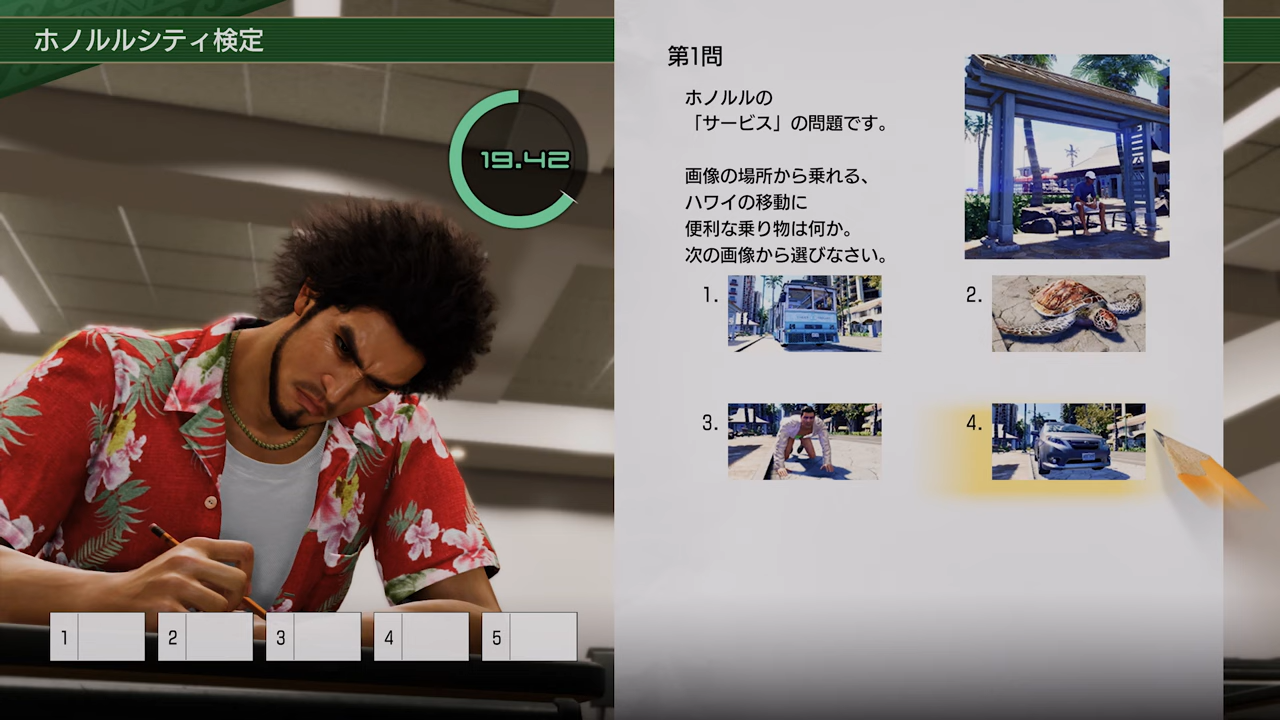 ホノルルシティ検定
19.42
第1問
ホノルルの
「サービス」の問題です。
画像の場所から乗れる、
ハワイの移動に
便利な乗り物は何か。
次の画像から選びなさい。
1.
2.
3.
4.
1 2 3 4 5